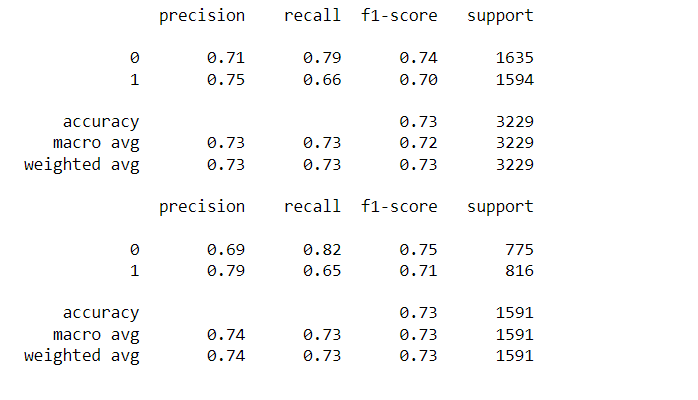 precision recall f1-score support
0 0.71 0.79 0.74 1635
1 0.75 0.66 0.70 1594
accuracy 0.73 3229
macro avg 0.73 0.73 0.72 3229
weighted avg 0.73 0.73 0.73 3229
precision recall f1-score support
0 0.69 0.82 0.75 775
1 0.79 0.65 0.71 816
accuracy 0.73 1591
macro avg 0.74 0.73 0.73 1591
weighted avg 0.74 0.73 0.73 1591